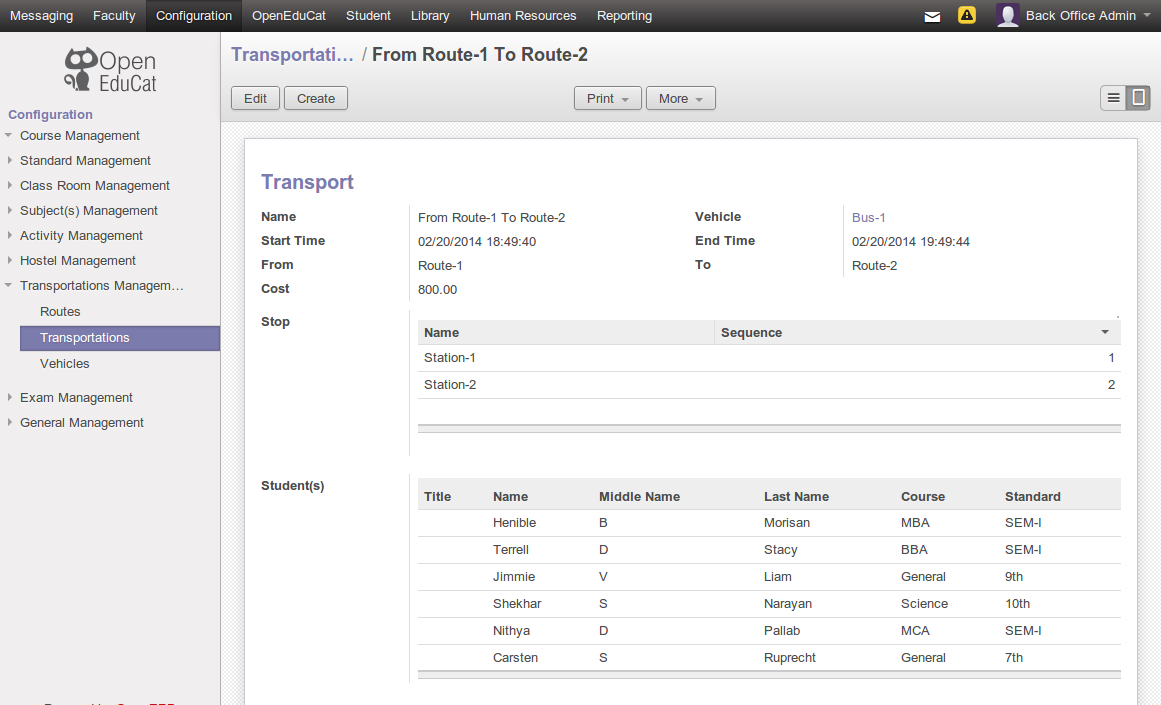 Messaging Faculty Configuration OpenEduCat Student Library Human Resources Reporting Back Office Admin
Open
EduCat
Configuration
Course Management
Standard Management
Class Room Management
Subject(s) Management
Activity Management
Hostel Management
Transportations Managem…
Routes
Transportations
Vehicles
Exam Management
General Management
Transportati… / From Route-1 To Route-2
Edit Create Print More
Transport
Name From Route-1 To Route-2 Vehicle Bus-1
Start Time 02/20/2014 18:49:40 End Time 02/20/2014 19:49:44
From Route-1 To Route-2
Cost 800.00
Stop
Name Sequence
Station-1 1
Station-2 2
Student(s)
Title Name Middle Name Last Name Course Standard
Henible B Morisan MBA SEM-I
Terrell D Stacy BBA SEM-I
Jimmie V Liam General 9th
Shekhar S Narayan Science 10th
Nithya D Pallab MCA SEM-I
Carsten S Ruprecht General 7th